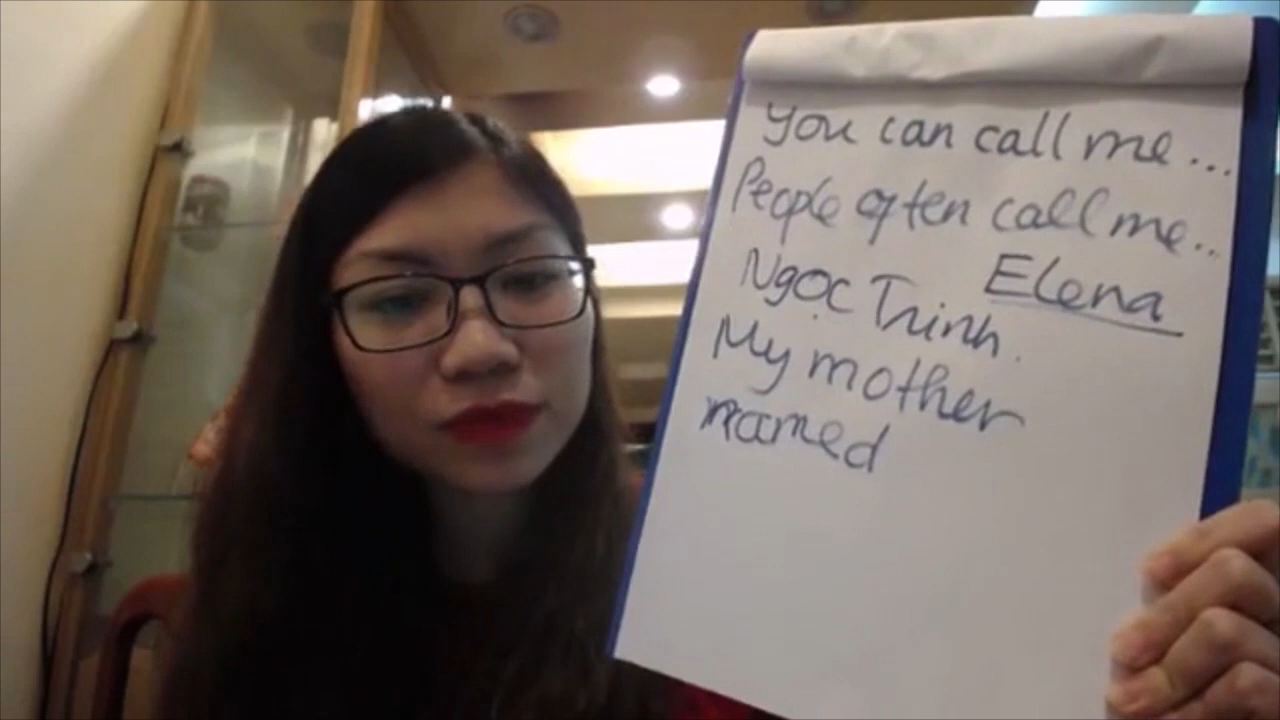 You can call me...
People often call me...
Ngọc Trinh. Elena
My mother
named